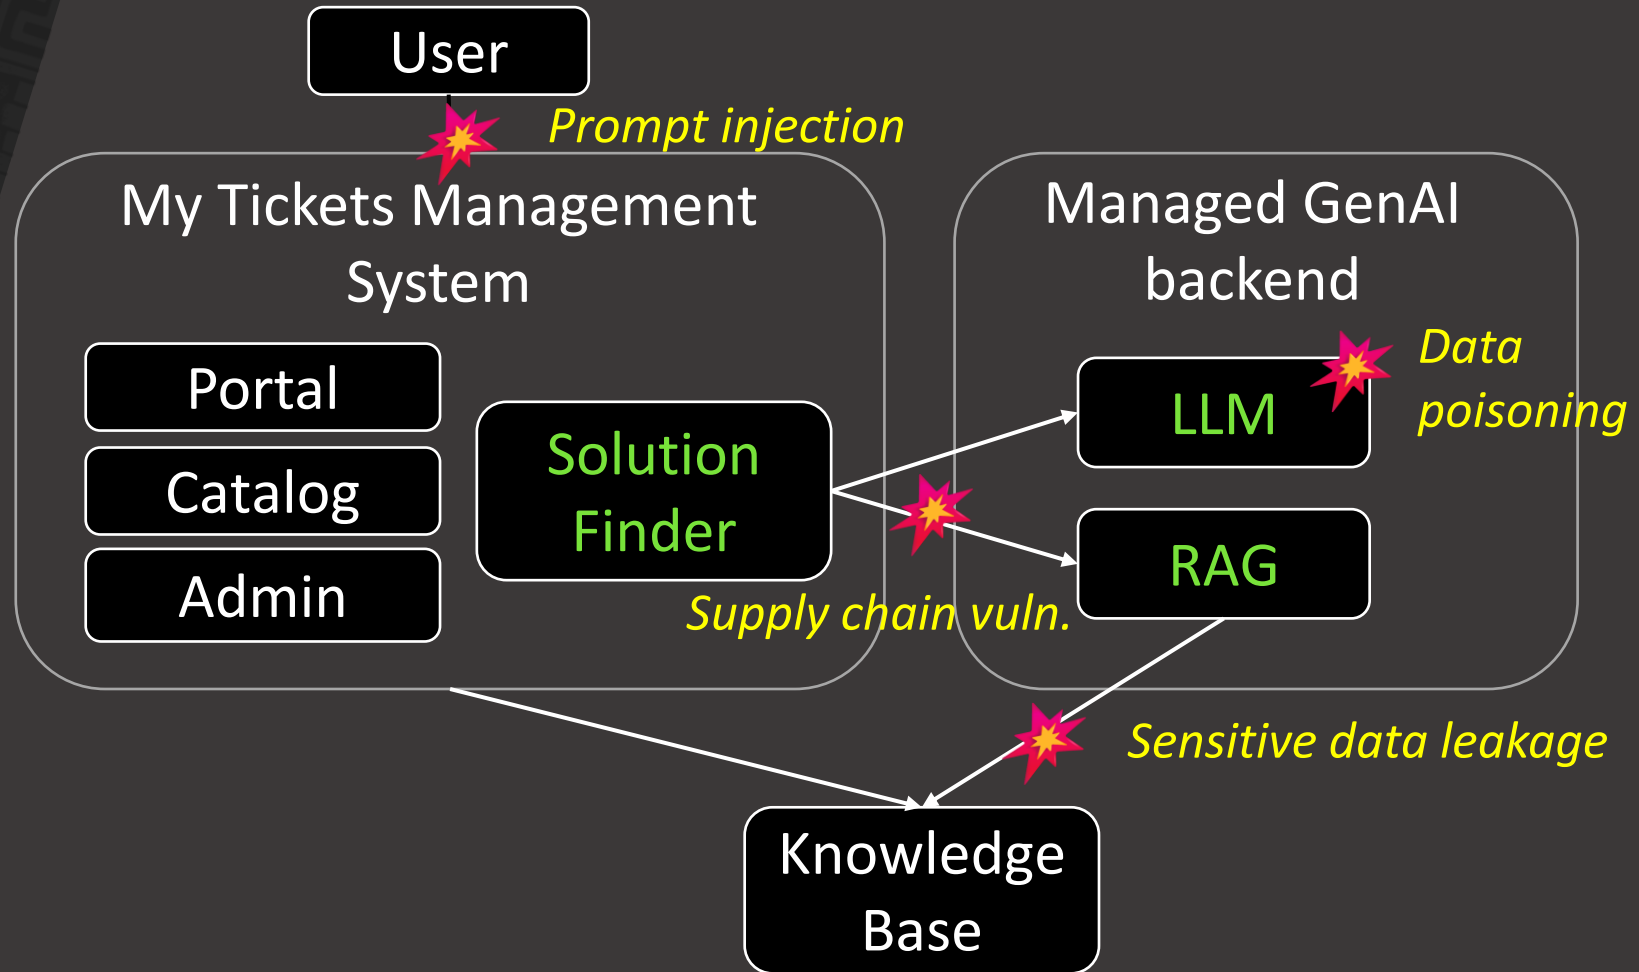 User
Prompt injection
My Tickets Management
System
Portal
Catalog
Admin
Solution
Finder
Supply chain vuln.
Managed GenAI
backend
LLM
Data
poisoning
RAG
Sensitive data leakage
Knowledge
Base